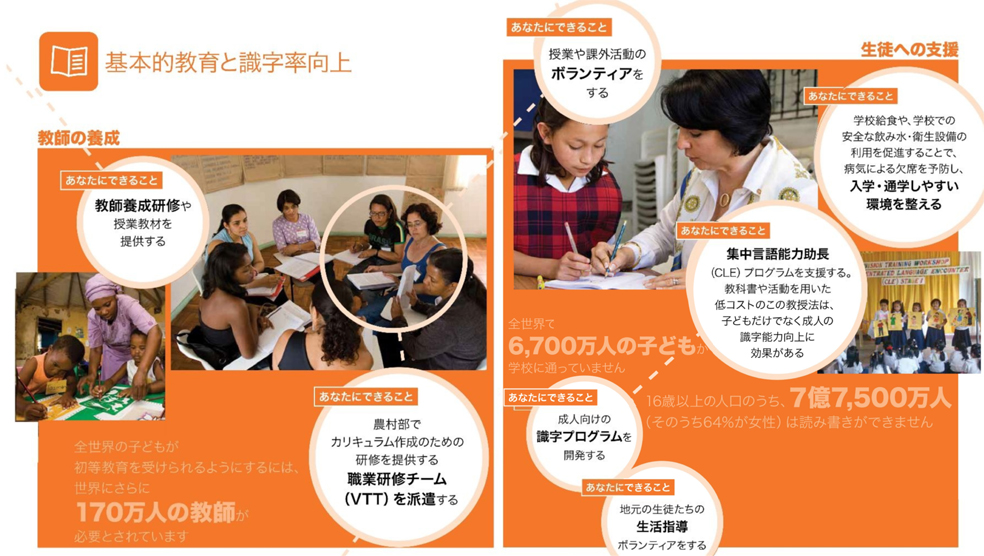 基本的教育と識字率向上
教師の養成
あなたにできること
教師養成研修や
授業教材を
提供する
あなたにできること
農村部で
カリキュラム作成のための
研修を提供する
職業研修チーム
（VTT）を派遣する
全世界の子どもが
初等教育を受けられるようにするには、
世界にさらに
170万人の教師が
必要とされています
あなたにできること
授業や課外活動の
ボランティアを
する
生徒への支援
あなたにできること
学校給食や、学校での
安全な飲み水・衛生設備の
利用を促進することで、
病気による欠席を予防し、
入学・通学しやすい
環境を整える
あなたにできること
集中言語能力助長
（CLE）プログラムを支援する。
教科書や活動を用いた
低コストのこの教授法は、
子どもだけでなく成人の
識字能力向上に
効果がある
TRAINING WORKSHOP
LANGUAGE ENCOUNTER
(CLE) STAGE I
全世界で
6,700万人の子どもが
学校に通っていません
16歳以上の人口のうち、7億7,500万人
（そのうち64%が女性）は読み書きができません
あなたにできること
成人向けの
識字プログラムを
開発する
あなたにできること
地元の生徒たちの
生活指導
ボランティアをする